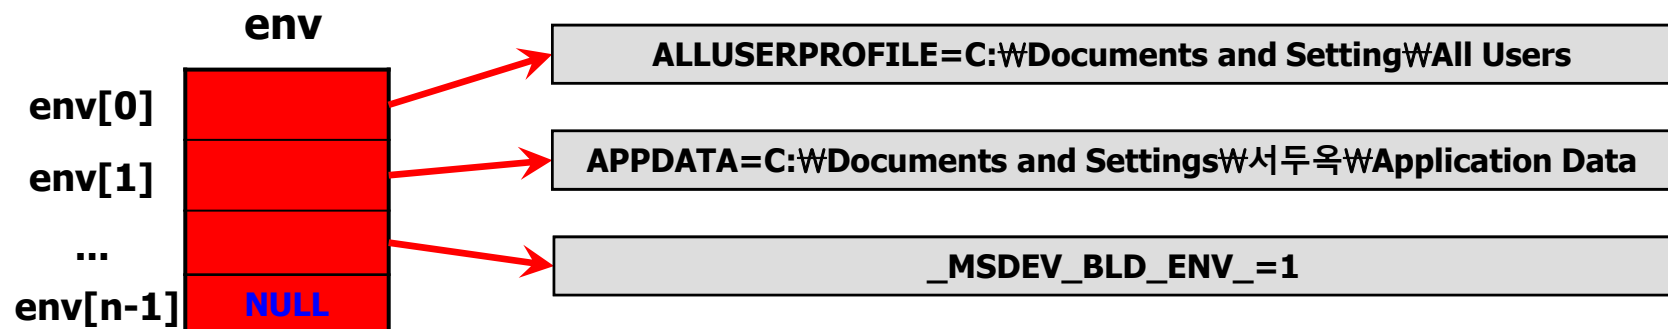 env
env[0]
ALLUSERPROFILE=C:₩Documents and Setting₩All Users
env[1]
APPDATA=C:₩Documents and Settings₩서두옥₩Application Data
...
_MSDEV_BLD_ENV_=1
env[n-1]
NULL